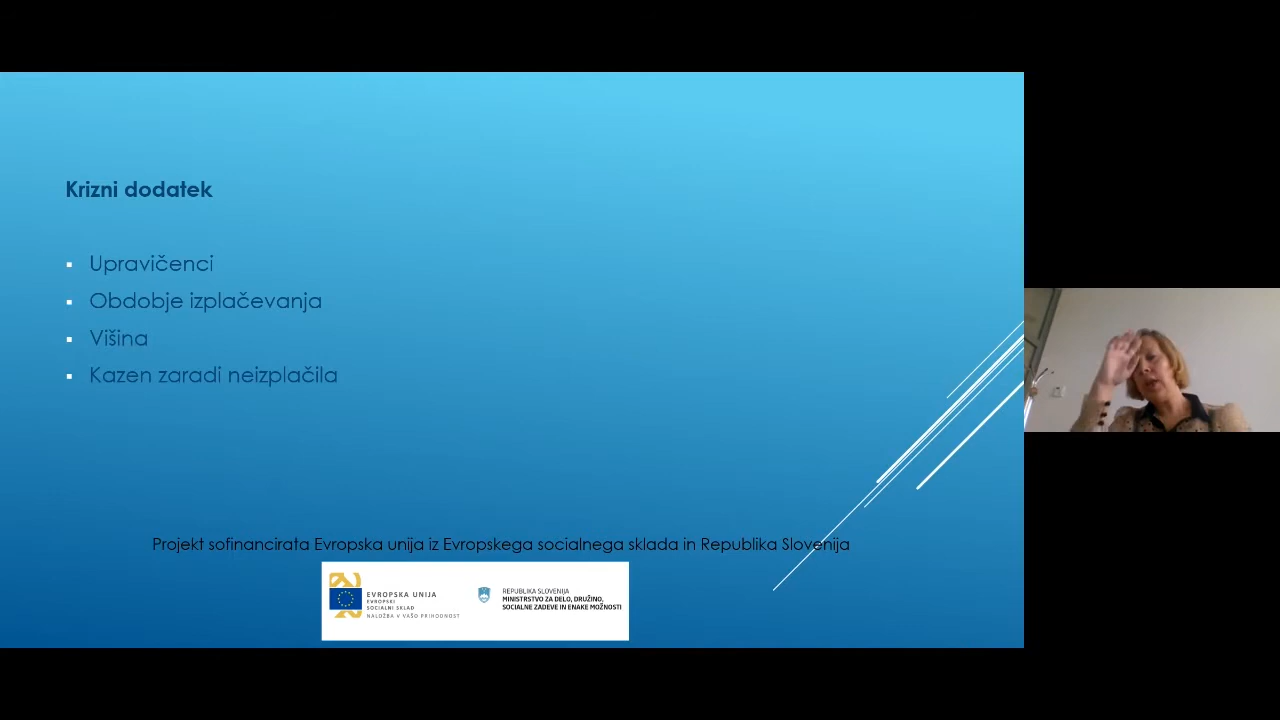 Krizni dodatek
Upravičenci
Obdobje izplačevanja
Višina
Kazen zaradi neizplačila
Projekt sofinancirata Evropska unija iz Evropskega socialnega sklada in Republika Slovenija
EVROPSKA UNIJA
EVROPSKI
SOCIALNI SKLAD
NALOŽBA V VAŠO PRIHODNOST
REPUBLIKA SLOVENIJA
MINISTRSTVO ZA DELO, DRUŽINO,
SOCIALNE ZADEVE IN ENAKE MOŽNOSTI